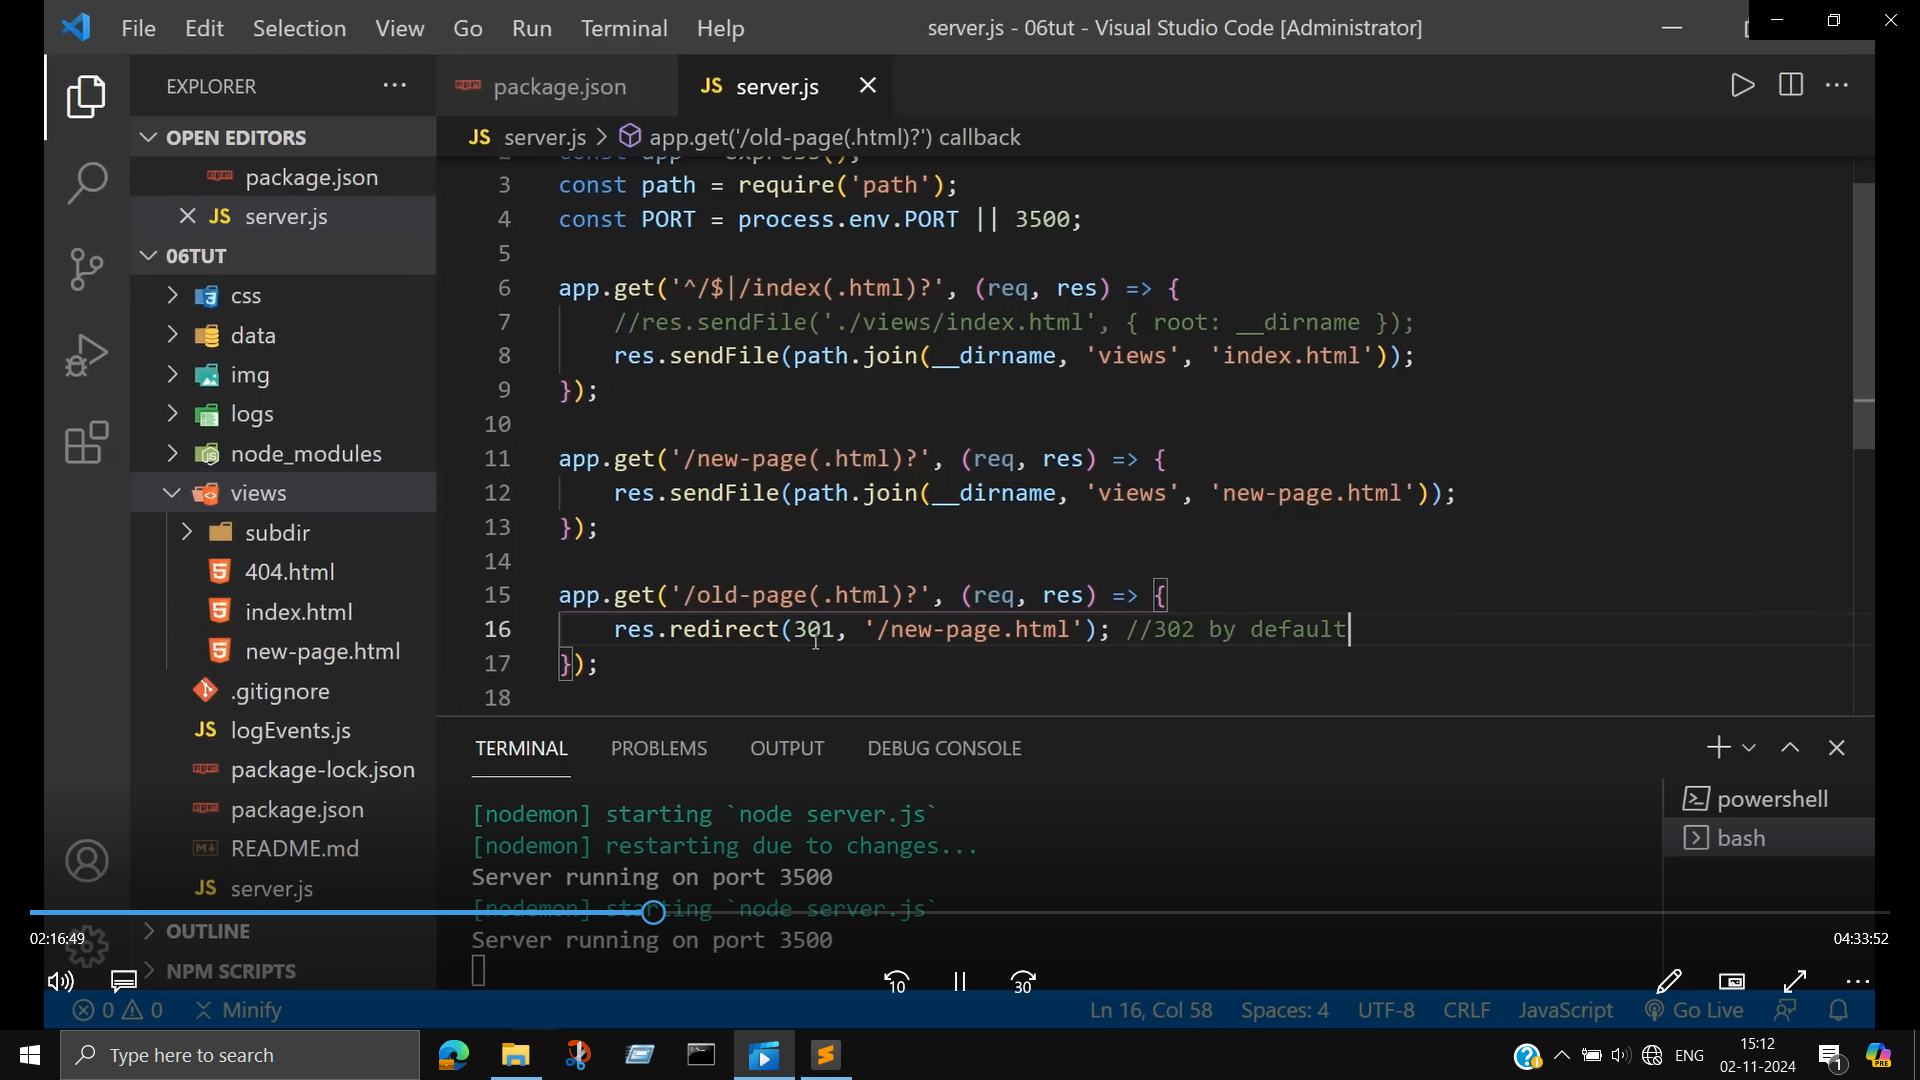 File Edit Selection View Go Run Terminal Help
server.js - 06tut - Visual Studio Code [Administrator]
EXPLORER
OPEN EDITORS
package.json
JS server.js
06TUT
css
data
img
logs
node_modules
views
subdir
404.html
index.html
new-page.html
.gitignore
JS logEvents.js
package-lock.json
package.json
README.md
JS server.js
OUTLINE
NPM SCRIPTS
package.json
JS server.js
JS server.js > app.get('/old-page(.html)?') callback
2 const app = express();
3 const path = require('path');
4 const PORT = process.env.PORT || 3500;
5
6 app.get('^/$|/index(.html)?', (req, res) => {
7 //res.sendFile('./views/index.html', { root: __dirname });
8 res.sendFile(path.join(__dirname, 'views', 'index.html'));
9 });
10
11 app.get('/new-page(.html)?', (req, res) => {
12 res.sendFile(path.join(__dirname, 'views', 'new-page.html'));
13 });
14
15 app.get('/old-page(.html)?', (req, res) => {
16 res.redirect(301, '/new-page.html'); //302 by default
17 });
18
TERMINAL PROBLEMS OUTPUT DEBUG CONSOLE
[nodemon] starting `node server.js`
[nodemon] restarting due to changes...
Server running on port 3500
[nodemon] starting `node server.js`
Server running on port 3500
powershell
bash
02:16:49
04:33:52
10
30
0 0 Minify
Ln 16, Col 58 Spaces: 4 UTF-8 CRLF JavaScript Go Live
Type here to search
ENG
15:12
02-11-2024
1
PRE